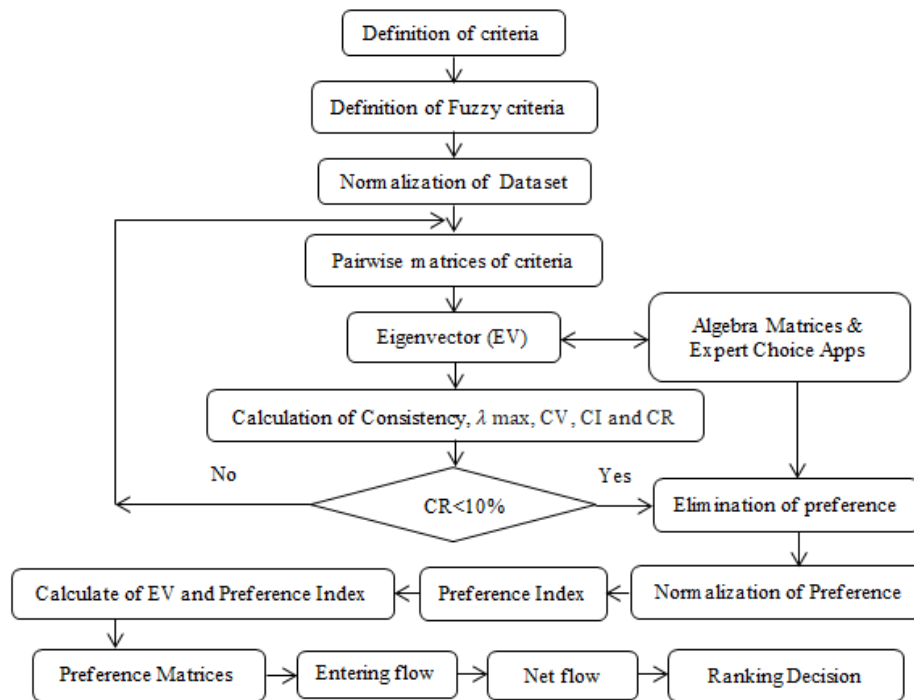 Definition of criteria
Definition of Fuzzy criteria
Normalization of Dataset
Pairwise matrices of criteria
Eigenvector (EV)
Algebra Matrices &
Expert Choice Apps
Calculation of Consistency, λ max, CV, CI and CR
No
Yes
CR<10%
Elimination of preference
Calculate of EV and Preference Index
Preference Index
Normalization of Preference
Preference Matrices
Entering flow
Net flow
Ranking Decision